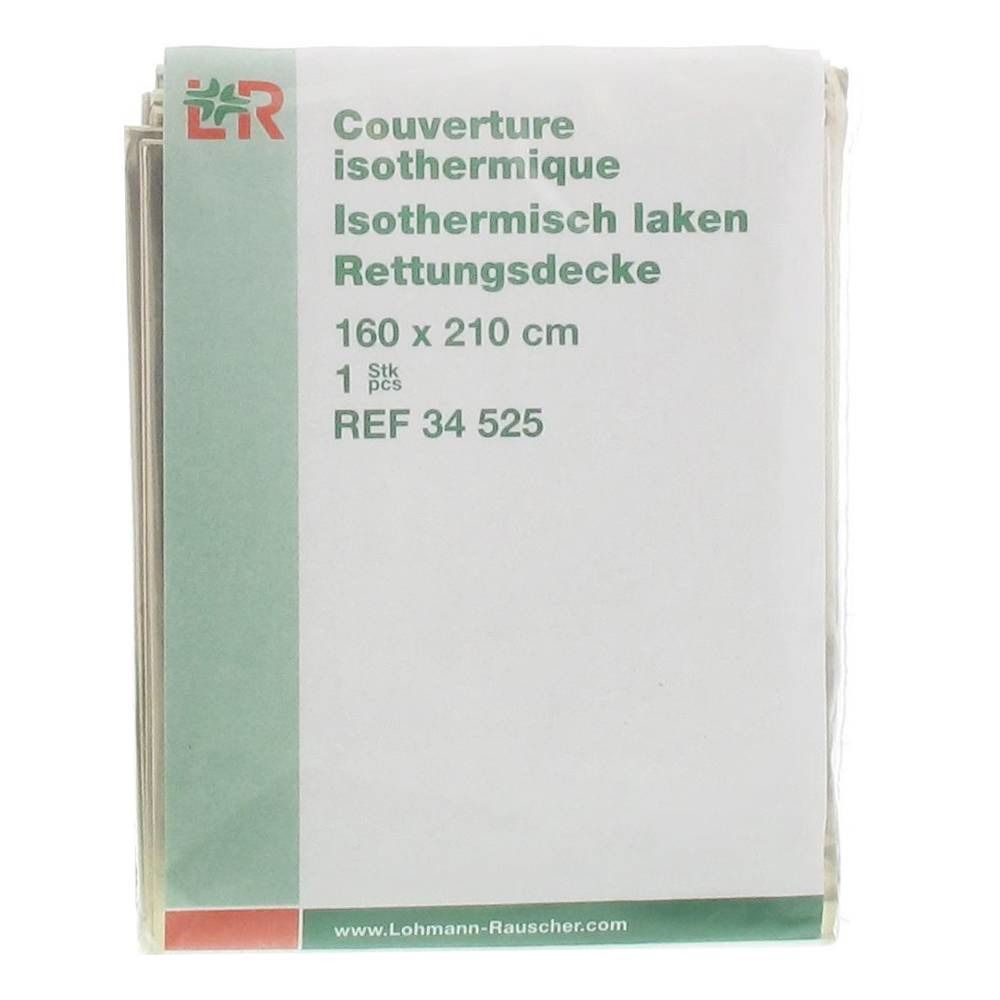 L&R
Couverture
isothermique
Isothermisch laken
Rettungsdecke
160 x 210 cm
1 Stk
pcs
REF 34 525
www.Lohmann-Rauscher.com